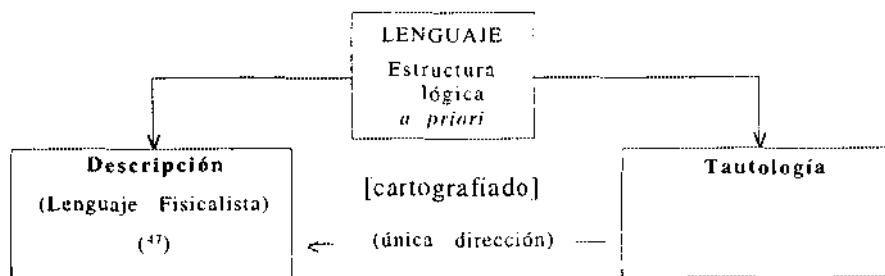 LENGUAJE
Estructura
lógica
a priori
Descripción
(Lenguaje Fisicalista)
(47)
[cartografiado]
(única dirección)
Tautología